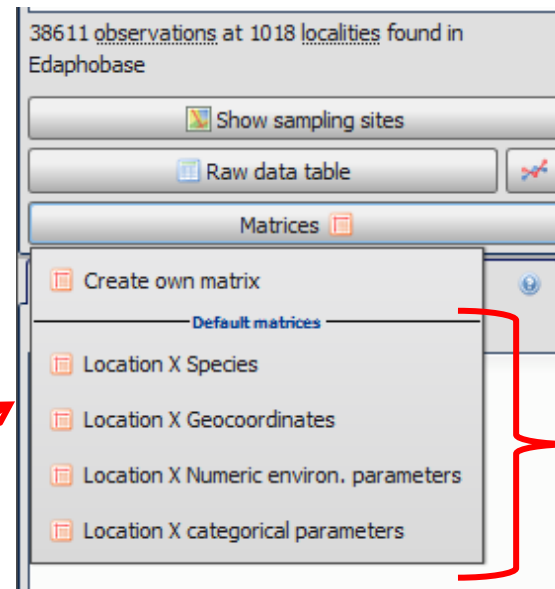 38611 observations at 1018 localities found in
Edaphobase
Show sampling sites
Raw data table
Matrices
Create own matrix
Default matrices
Location X Species
Location X Geocoordinates
Location X Numeric environ. parameters
Location X categorical parameters